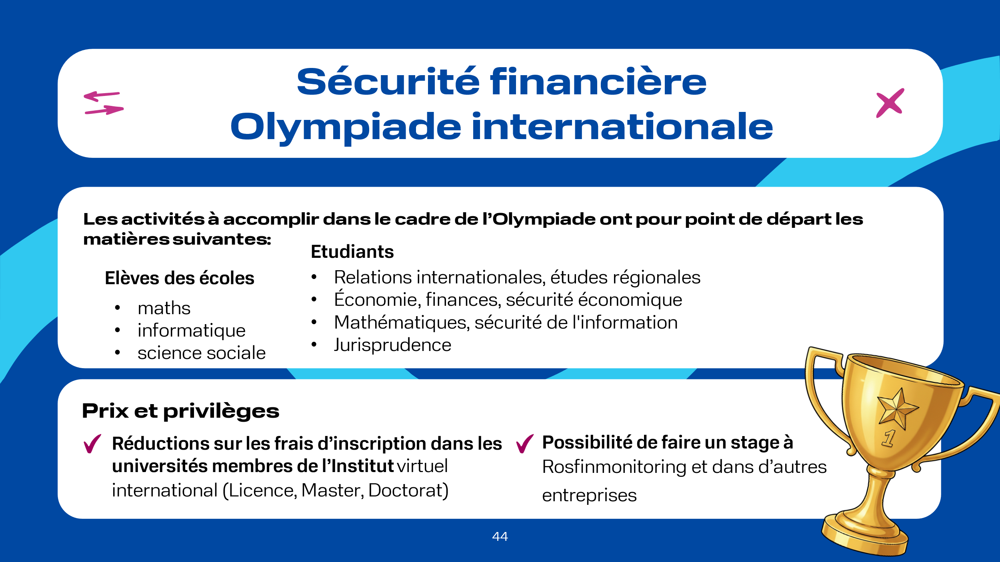 Sécurité financière
Olympiade internationale
Les activités à accomplir dans le cadre de l’Olympiade ont pour point de départ les
matières suivantes:
Elèves des écoles
• maths
• informatique
• science sociale
Etudiants
• Relations internationales, études régionales
• Économie, finances, sécurité économique
• Mathématiques, sécurité de l'information
• Jurisprudence
Prix et privilèges
Réductions sur les frais d’inscription dans les
universités membres de l’Institut virtuel
international (Licence, Master, Doctorat)
Possibilité de faire un stage à
Rosfinmonitoring et dans d’autres
entreprises
1
44